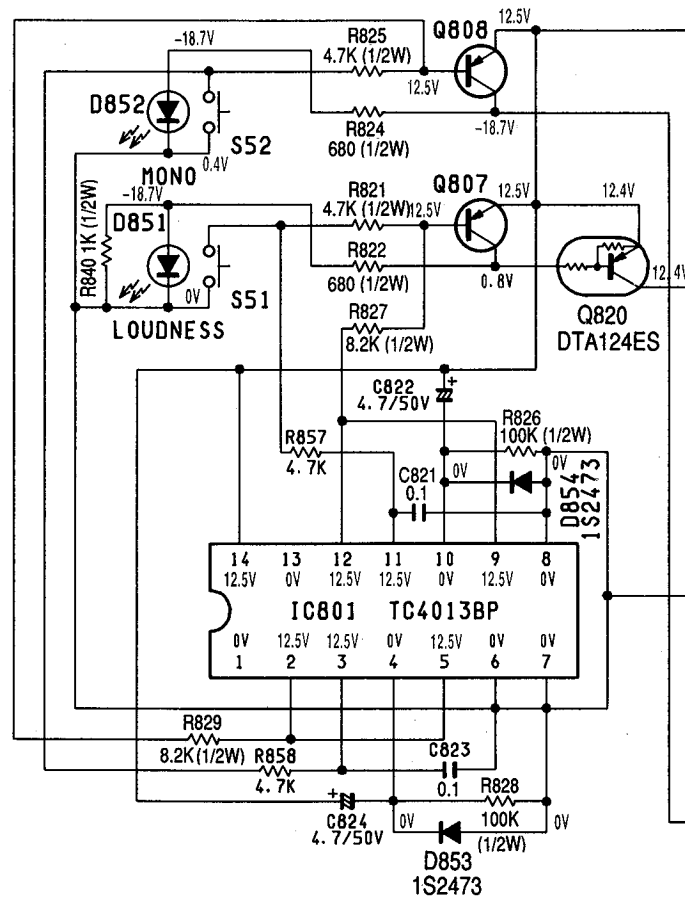 12.5V
Q808
-18.7V
R825
4.7K (1/2W)
12.5V
D852
R824
680 (1/2W)
-18.7V
S52
0.4V
MONO
-18.7V
D851
R840 1K (1/2W)
R821
4.7K (1/2W)
12.5V
Q807
12.5V
12.4V
R822
680 (1/2W)
0V
S51
0.8V
12.4V
LOUDNESS
R827
8.2K (1/2W)
Q820
DTA124ES
C822
4.7/50V
+
R826
100K (1/2W)
R857
4.7K
C821
0.1
0V
0V
D854
1S2473
14 13 12 11 10 9 8
12.5V 0V 12.5V 12.5V 0V 12.5V 0V
IC801 TC4013BP
0V 12.5V 12.5V 0V 12.5V 0V 0V
1 2 3 4 5 6 7
R829
8.2K (1/2W)
R858
4.7K
C823
0.1
R828
100K
(1/2W)
+
C824
4.7/50V
0V
0V
D853
1S2473